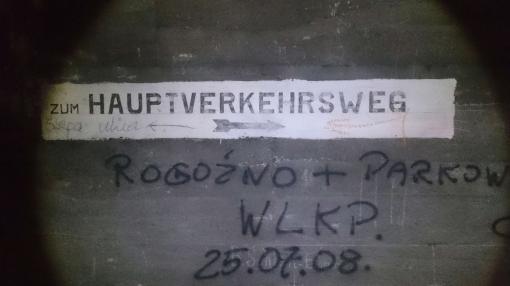 ZUM HAUPTVERKEHRSWEG
ROGOŹNO + PARKOW
WLKP.
25.07.08.